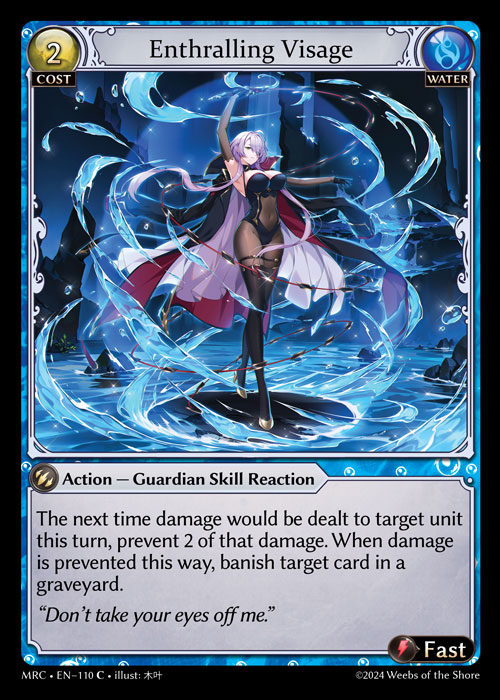 2
Enthralling Visage
COST
WATER
Action — Guardian Skill Reaction
The next time damage would be dealt to target unit
this turn, prevent 2 of that damage. When damage
is prevented this way, banish target card in a
graveyard.
“Don’t take your eyes off me.”
Fast
MRC • EN–110 C • illust: 木叶
©2024 Weebs of the Shore